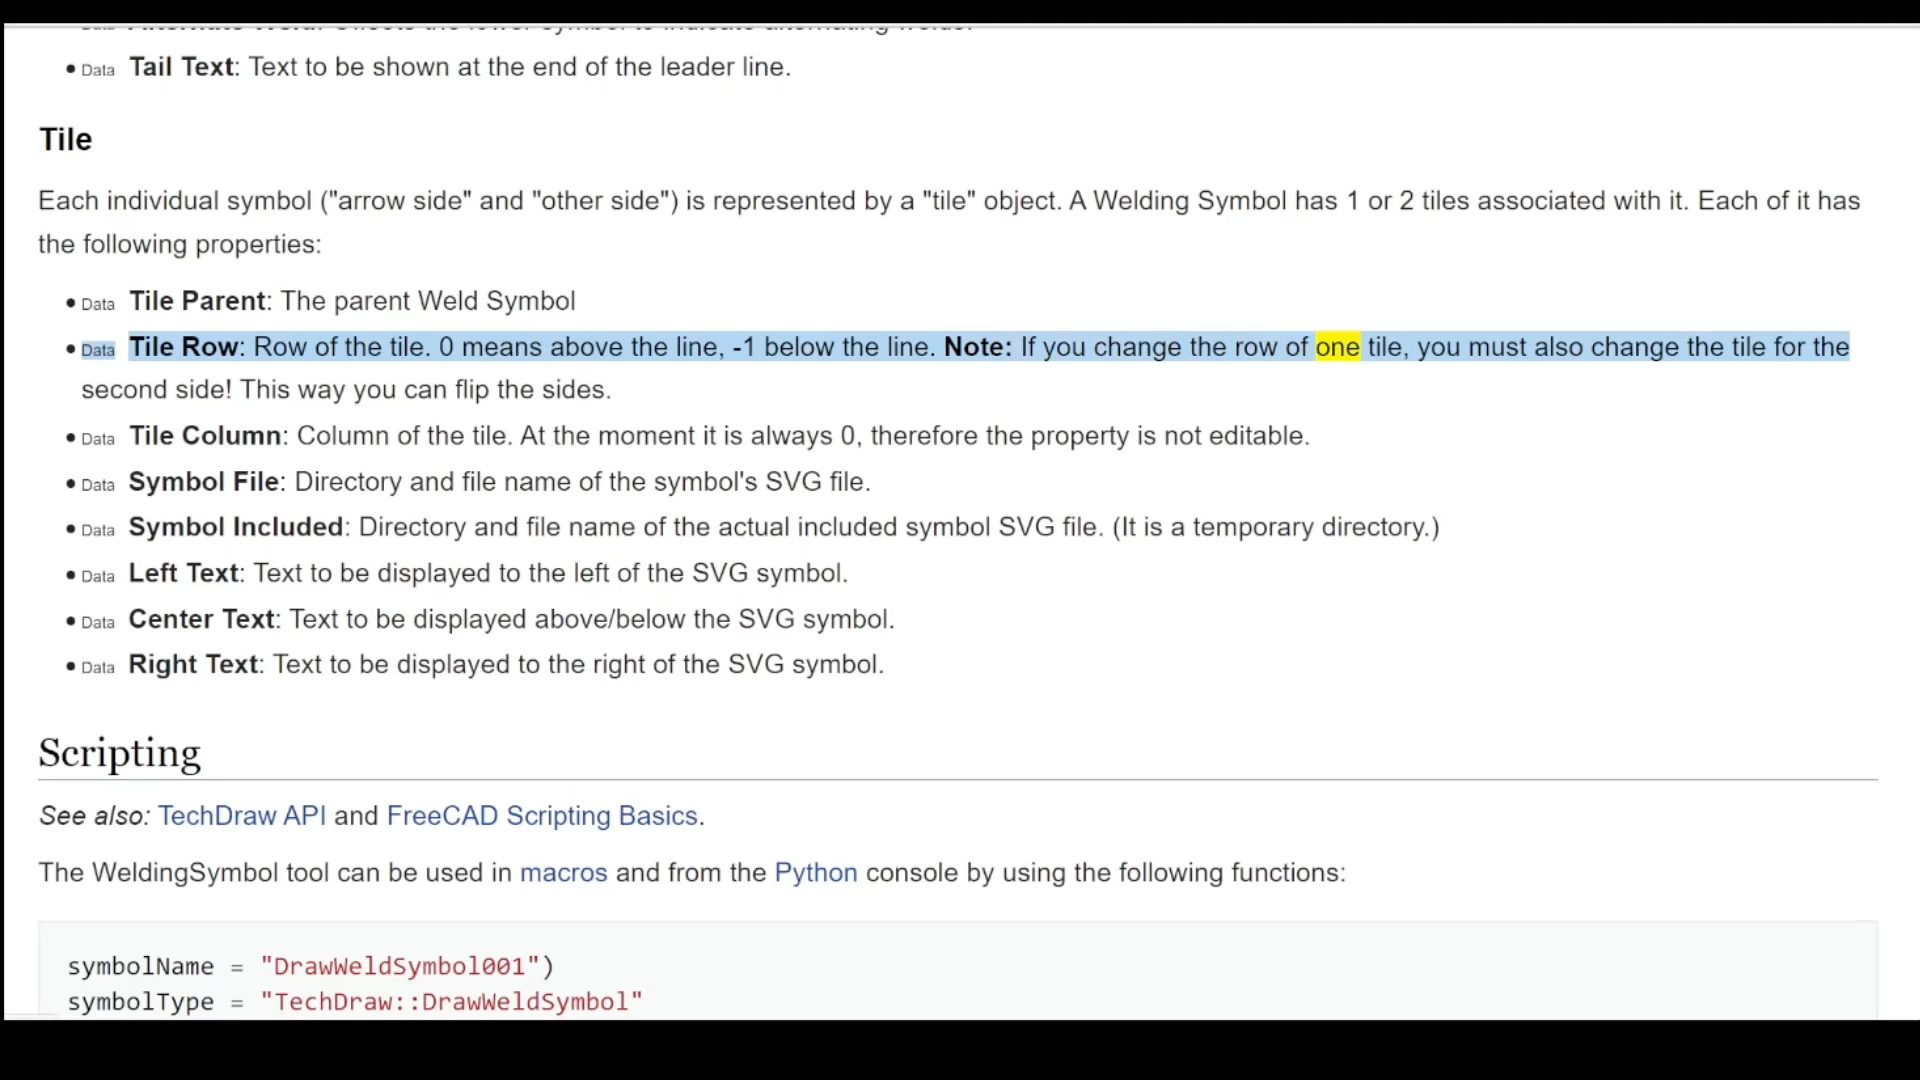 • Data Tail Text: Text to be shown at the end of the leader line.
Tile
Each individual symbol ("arrow side" and "other side") is represented by a "tile" object. A Welding Symbol has 1 or 2 tiles associated with it. Each of it has
the following properties:
• Data Tile Parent: The parent Weld Symbol
• Data Tile Row: Row of the tile. 0 means above the line, -1 below the line. Note: If you change the row of one tile, you must also change the tile for the
second side! This way you can flip the sides.
• Data Tile Column: Column of the tile. At the moment it is always 0, therefore the property is not editable.
• Data Symbol File: Directory and file name of the symbol's SVG file.
• Data Symbol Included: Directory and file name of the actual included symbol SVG file. (It is a temporary directory.)
• Data Left Text: Text to be displayed to the left of the SVG symbol.
• Data Center Text: Text to be displayed above/below the SVG symbol.
• Data Right Text: Text to be displayed to the right of the SVG symbol.
Scripting
See also: TechDraw API and FreeCAD Scripting Basics.
The WeldingSymbol tool can be used in macros and from the Python console by using the following functions:
symbolName = "DrawWeldSymbol001")
symbolType = "TechDraw::DrawWeldSymbol"